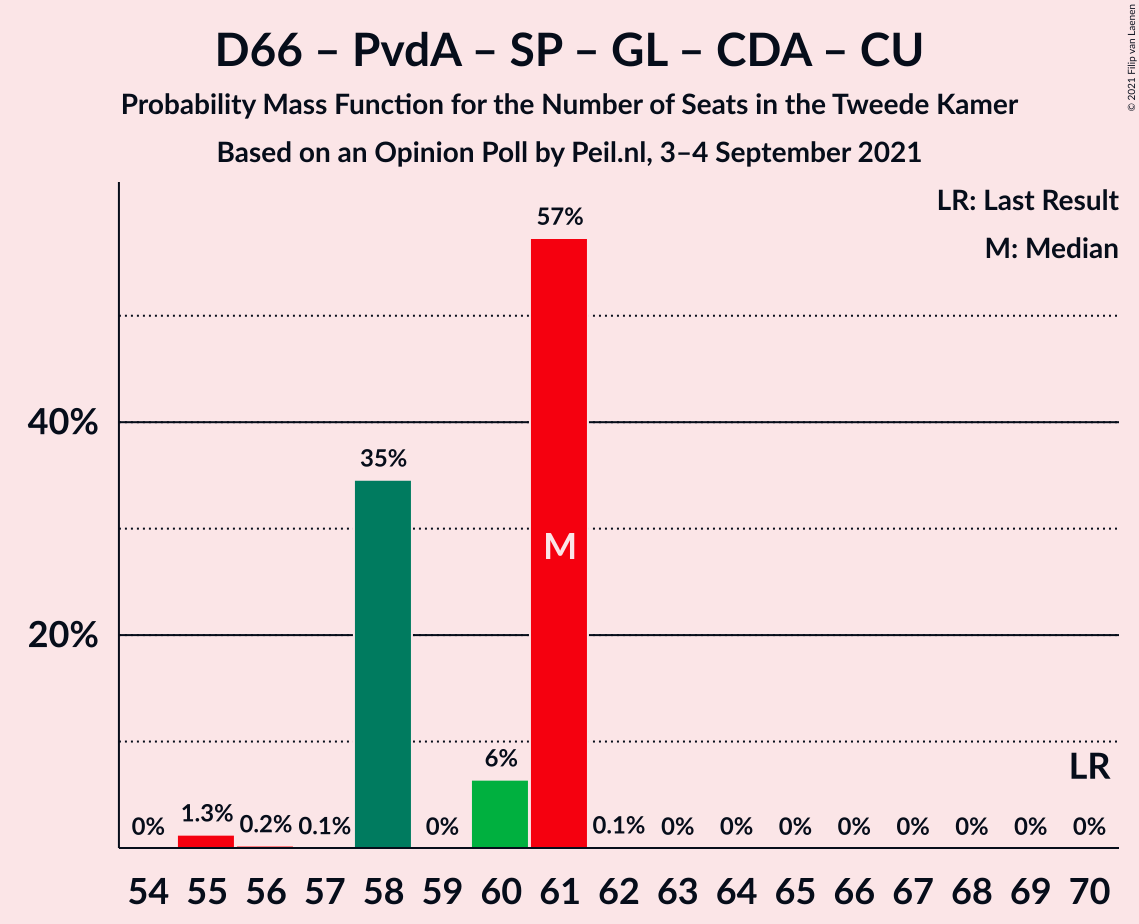 D66 – PvdA – SP – GL – CDA – CU
Probability Mass Function for the Number of Seats in the Tweede Kamer
Based on an Opinion Poll by Peil.nl, 3–4 September 2021
© 2021 Filip van Laenen
LR: Last Result
M: Median
57%
40%
35%
M
20%
6%
LR
0% 1.3% 0.2% 0.1% 0% 0.1% 0% 0% 0% 0% 0% 0% 0% 0%
54 55 56 57 58 59 60 61 62 63 64 65 66 67 68 69 70